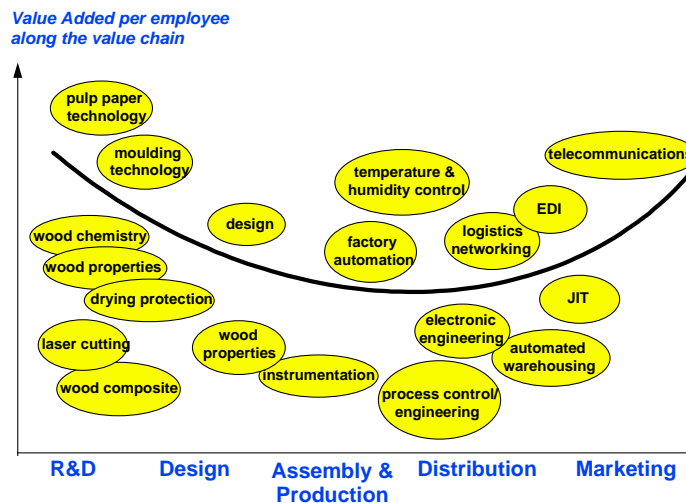 Value Added per employee
along the value chain
pulp paper
technology
moulding
technology
temperature &
humidity control
telecommunications
design
EDI
wood chemistry
factory
automation
logistics
networking
wood properties
drying protection
JIT
laser cutting
wood
properties
electronic
engineering
automated
warehousing
wood composite
instrumentation
process control/
engineering
R&D
Design
Assembly &
Production
Distribution
Marketing